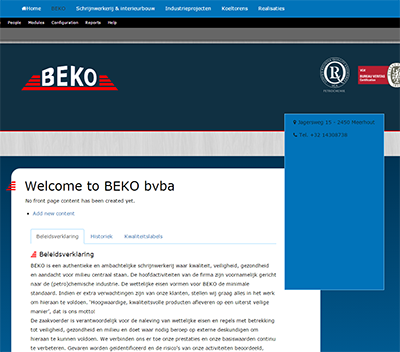 Home BEKO Schrijnwerkerij & interieurbouw Industrieprojecten Koeltorens Realisaties
People Modules Configuration Reports Help
BEKO
R
PETROCHEMIE
VCA
BUREAU VERITAS
Certification
Tel. +32 14308736
Welcome to BEKO bvba
No front page content has been created yet.
Add new content
Beleidsverklaring Historiek Kwaliteitslabels
Beleidsverklaring
BEKO is een authentieke en ambachtelijke schrijnwerkerij waar kwaliteit, veiligheid, gezondheid
en aandacht voor milieu centraal staan. De hoofdactiviteiten van de firma zijn voornamelijk gericht
naar de (petro)chemische industrie. De wettelijke eisen vormen voor BEKO de minimale
standaard. Indien er extra verwachtingen zijn van onze klanten, stellen wij graag alles in het werk
om hieraan te voldoen. 'Hoogwaardige, kwaliteitsvolle producten afleveren op een uiterst veilige
manier', dat is ons motto!
De zaakvoerder is verantwoordelijk voor de naleving van wettelijke eisen en regels met betrekking
tot veiligheid, gezondheid en milieu en doet waar nodig beroep op externe deskundigen om
hieraan te kunnen voldoen. We verbinden ons er toe onze prestaties en onze basiswaarden continu
te verbeteren. Gevaren worden geïdentificeerd en de risico's van onze activiteiten beoordeeld,